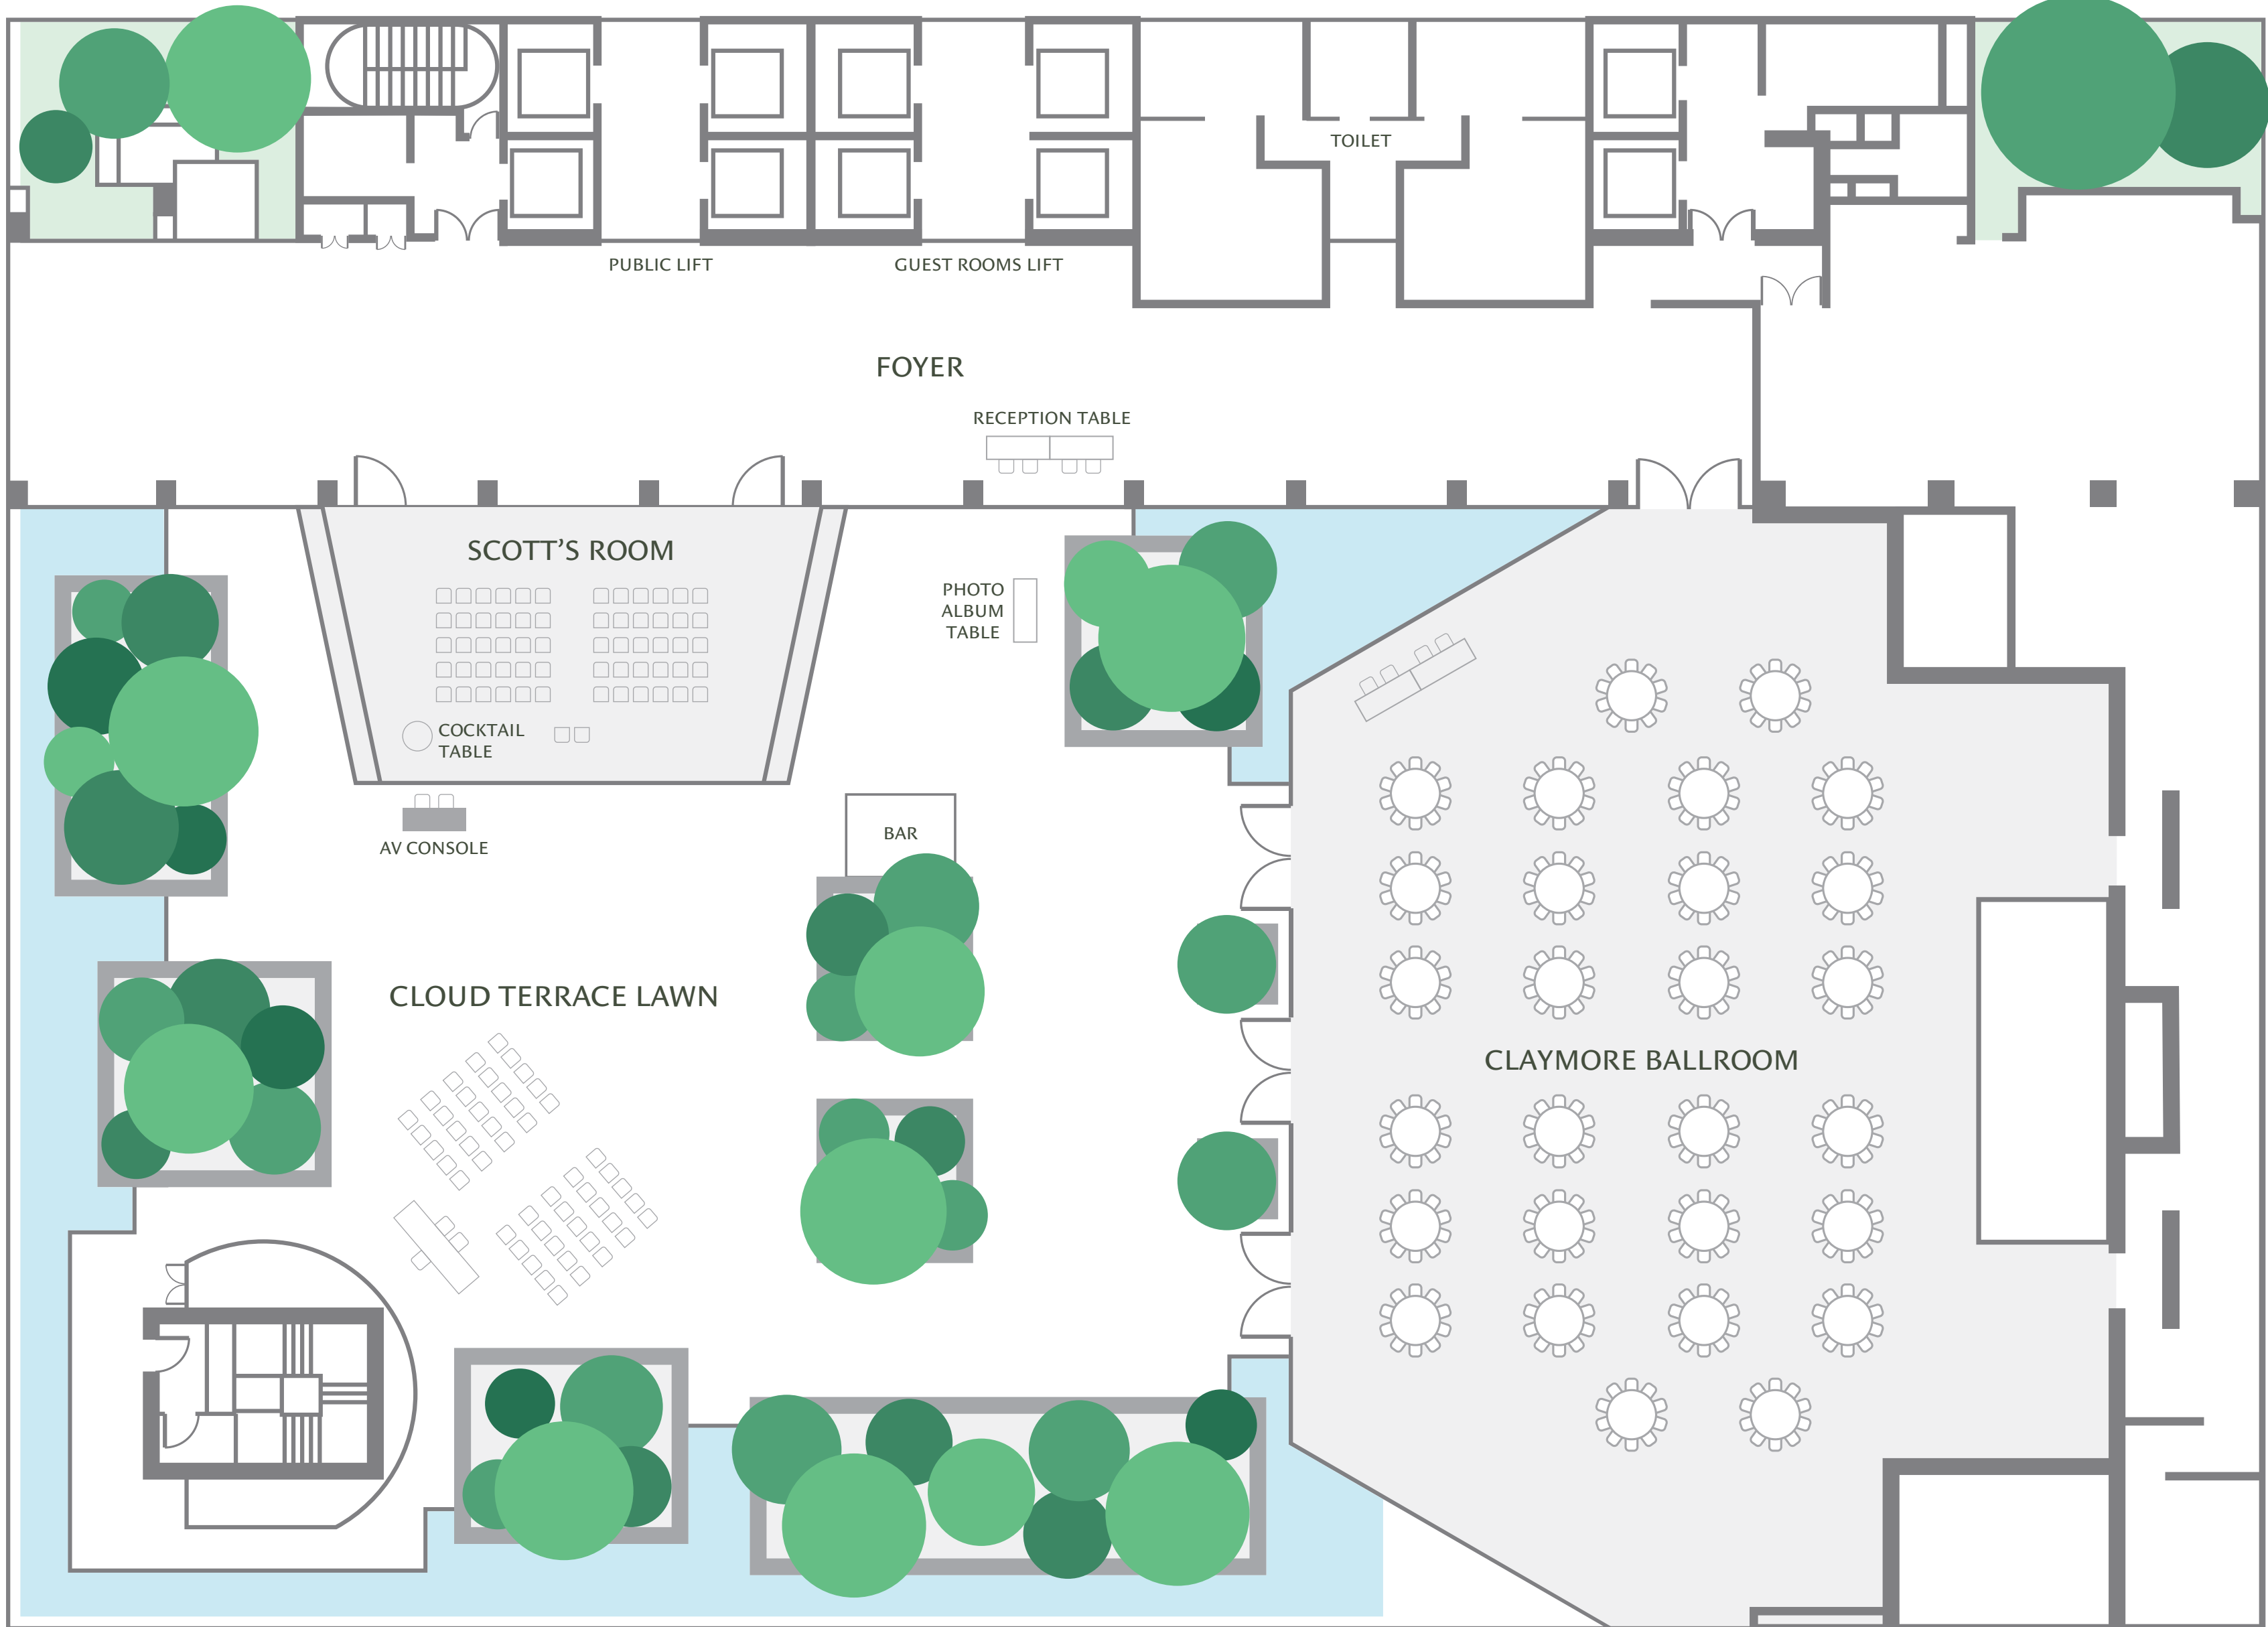 TOILET
PUBLIC LIFT
GUEST ROOMS LIFT
FOYER
RECEPTION TABLE
SCOTT’S ROOM
PHOTO
ALBUM
TABLE
COCKTAIL
TABLE
BAR
AV CONSOLE
CLOUD TERRACE LAWN
CLAYMORE BALLROOM